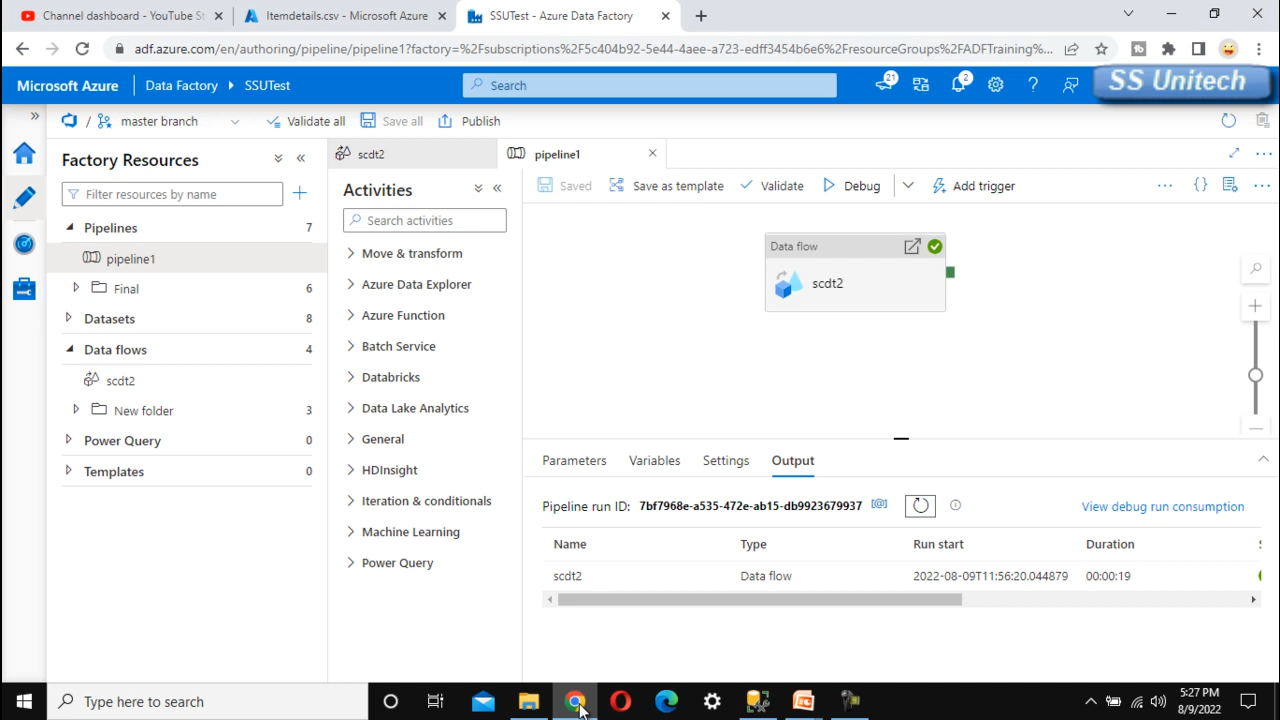 Channel dashboard - YouTube St
Itemdetails.csv - Microsoft Azure
SSUTest - Azure Data Factory
adf.azure.com/en/authoring/pipeline/pipeline1?factory=%2Fsubscriptions%2F5c404b92-5e44-4aee-a723-edff3454b6e6%2FresourceGroups%2FADFTraining%...
Microsoft Azure
Data Factory
SSUTest
Search
21
2
SS Unitech
/ master branch
Validate all
Save all
Publish
Factory Resources
scdt2
pipeline1
Filter resources by name
Activities
Saved
Save as template
Validate
Debug
Add trigger
Search activities
Pipelines 7
pipeline1
Final 6
Datasets 8
Data flows 4
scdt2
New folder 3
Power Query 0
Templates 0
Move & transform
Azure Data Explorer
Azure Function
Batch Service
Databricks
Data Lake Analytics
General
HDInsight
Iteration & conditionals
Machine Learning
Power Query
Data flow
scdt2
Parameters Variables Settings Output
Pipeline run ID: 7bf7968e-a535-472e-ab15-db9923679937
View debug run consumption
Name Type Run start Duration
scdt2 Data flow 2022-08-09T11:56:20.044879 00:00:19
Type here to search
5:27 PM
8/9/2022